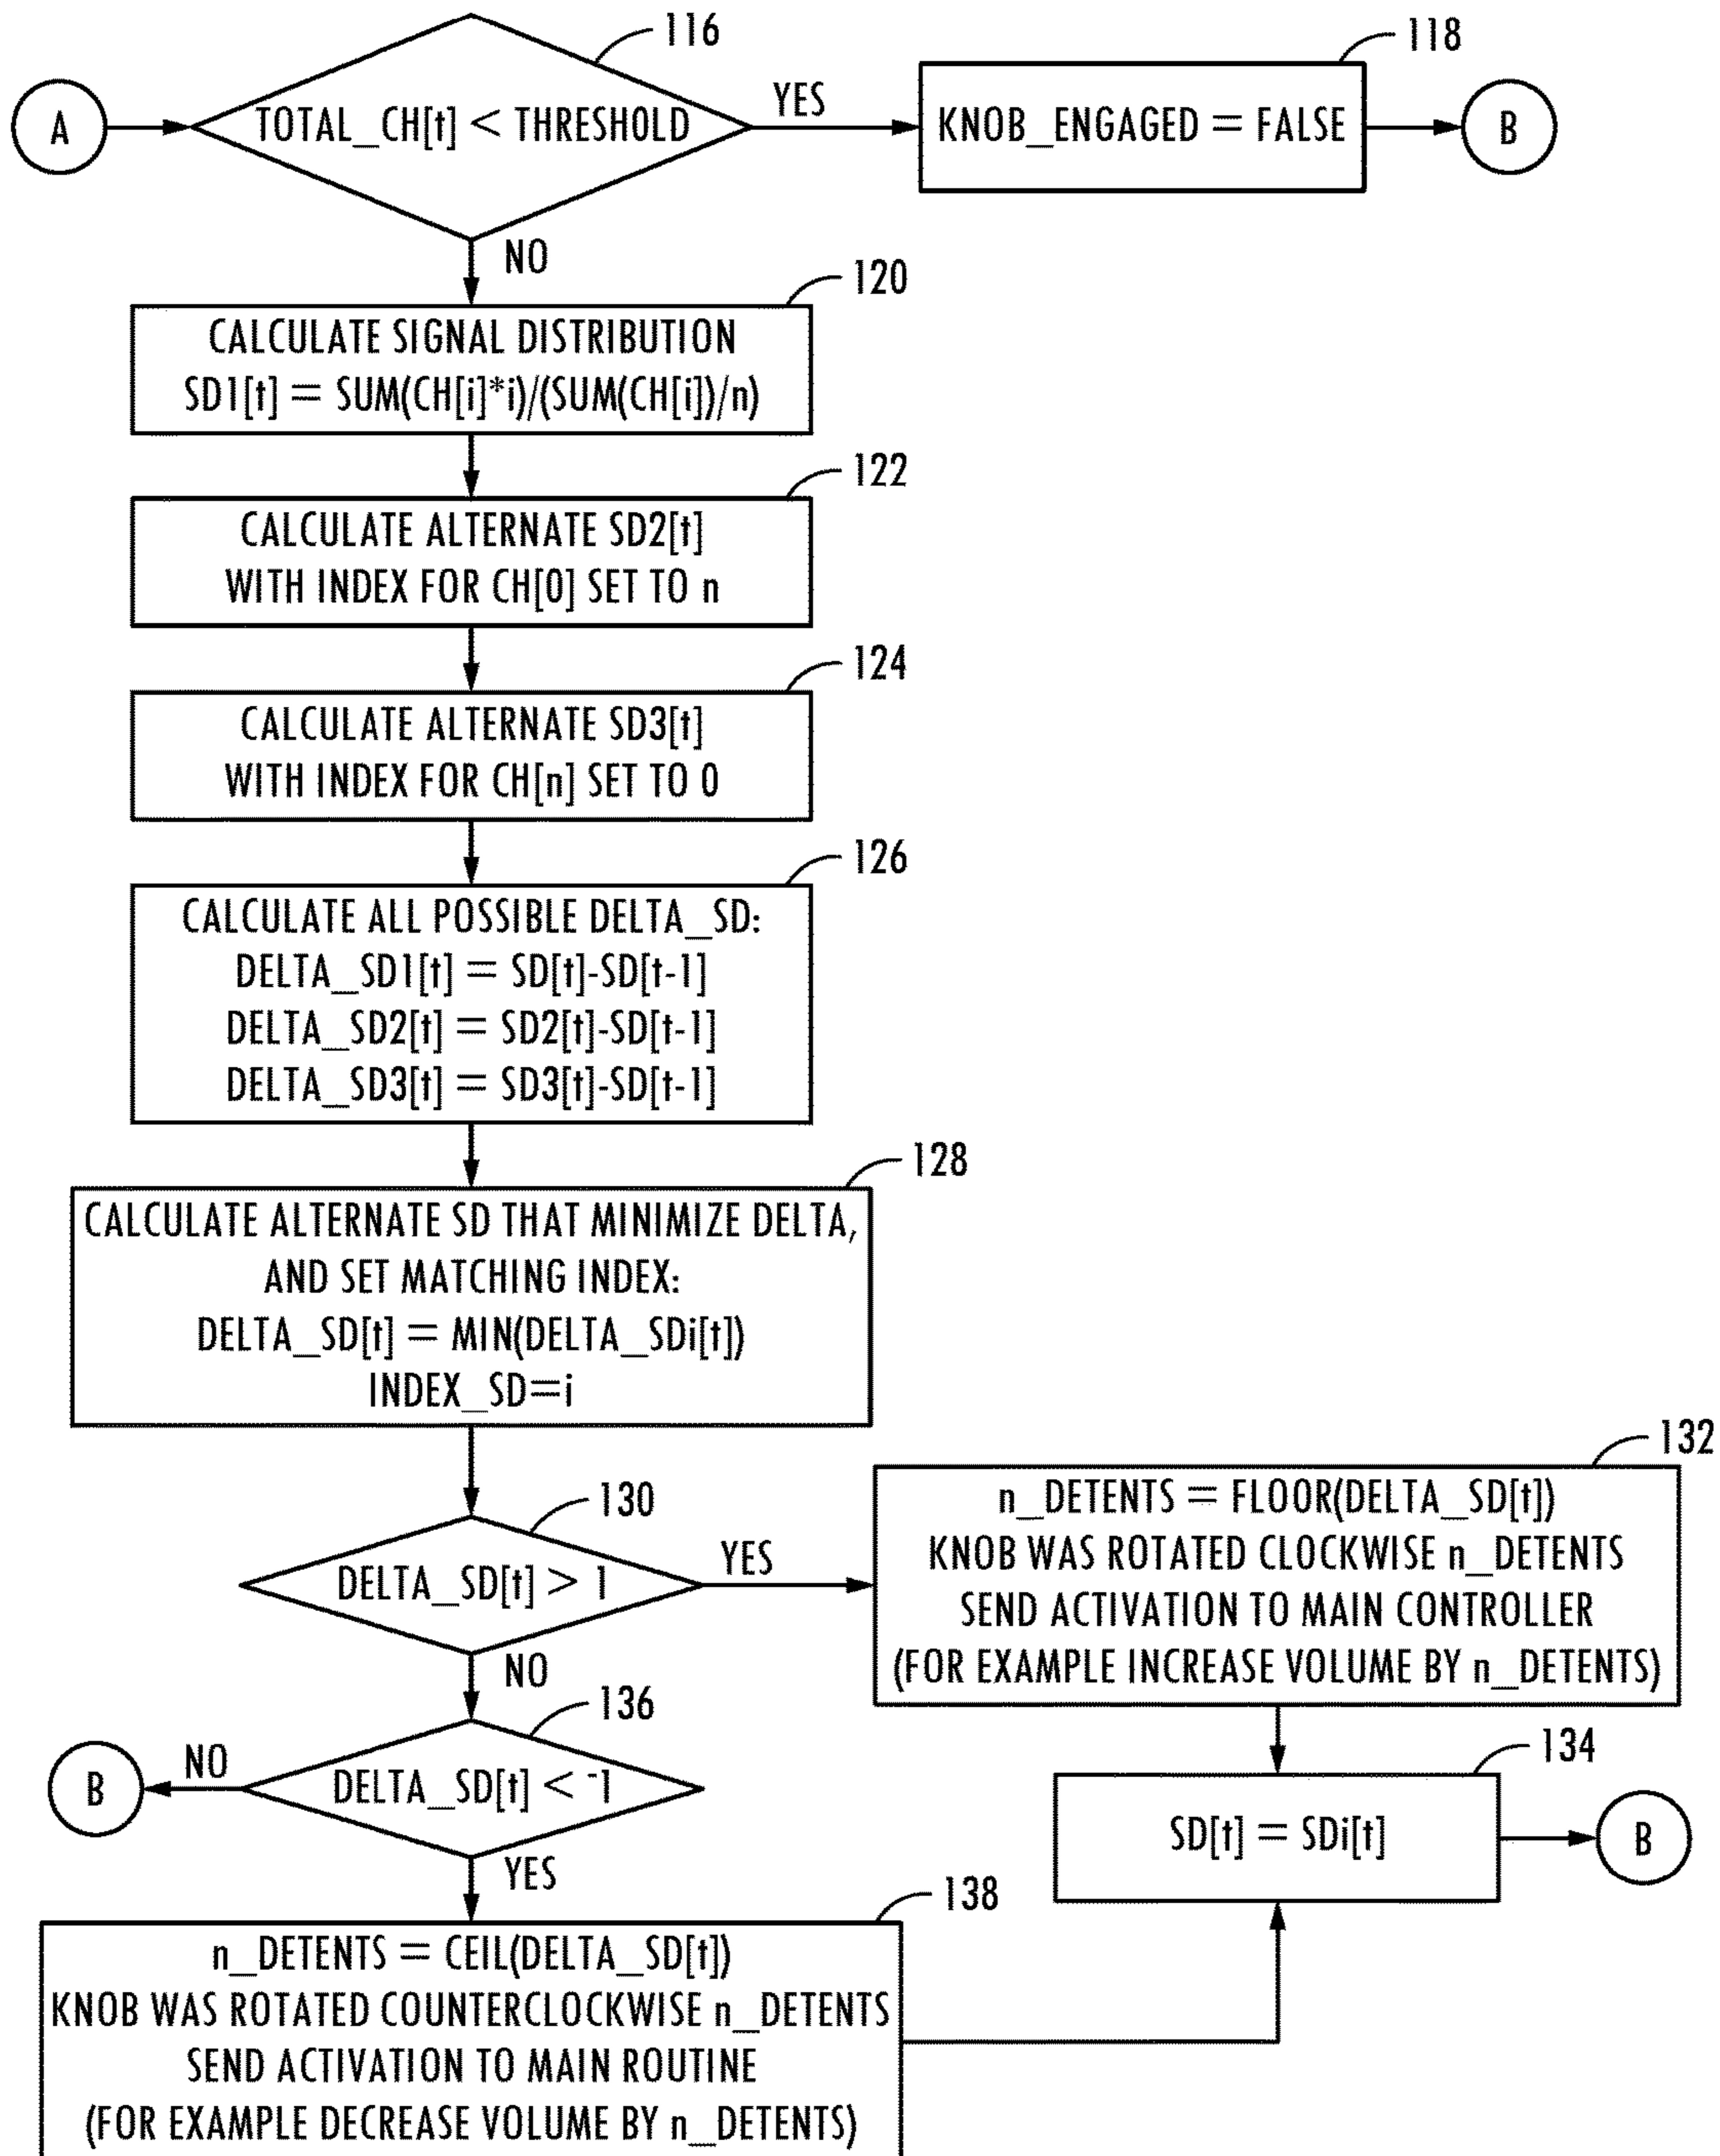 116
118
A
TOTAL_CH[t] < THRESHOLD
YES
KNOB_ENGAGED = FALSE
B
NO
120
CALCULATE SIGNAL DISTRIBUTION
SD1[t] = SUM(CH[i]*i)/(SUM(CH[i])/n)
122
CALCULATE ALTERNATE SD2[t]
WITH INDEX FOR CH[0] SET TO n
124
CALCULATE ALTERNATE SD3[t]
WITH INDEX FOR CH[n] SET TO 0
126
CALCULATE ALL POSSIBLE DELTA_SD:
DELTA_SD1[t] = SD[t]-SD[t-1]
DELTA_SD2[t] = SD2[t]-SD[t-1]
DELTA_SD3[t] = SD3[t]-SD[t-1]
128
CALCULATE ALTERNATE SD THAT MINIMIZE DELTA,
AND SET MATCHING INDEX:
DELTA_SD[t] = MIN(DELTA_SDi[t])
INDEX_SD=i
130
DELTA_SD[t] > 1
YES
132
n_DETENTS = FLOOR(DELTA_SD[t])
KNOB WAS ROTATED CLOCKWISE n_DETENTS
SEND ACTIVATION TO MAIN CONTROLLER
(FOR EXAMPLE INCREASE VOLUME BY n_DETENTS)
NO
136
B
NO
DELTA_SD[t] < -1
134
SD[t] = SDi[t]
B
YES
138
n_DETENTS = CEIL(DELTA_SD[t])
KNOB WAS ROTATED COUNTERCLOCKWISE n_DETENTS
SEND ACTIVATION TO MAIN ROUTINE
(FOR EXAMPLE DECREASE VOLUME BY n_DETENTS)